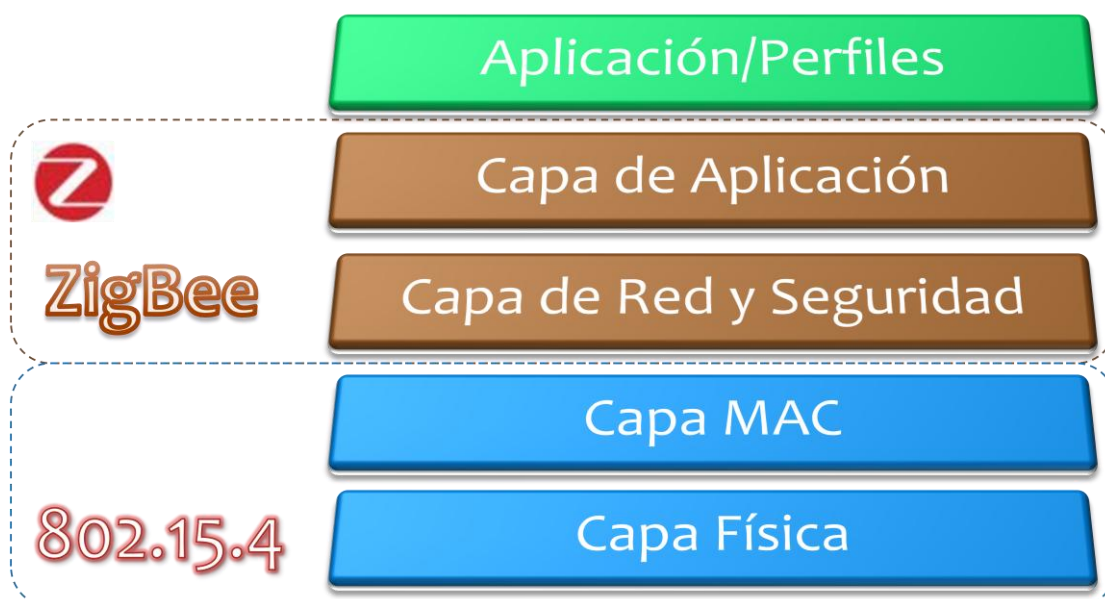 Aplicación/Perfiles
Capa de Aplicación
ZigBee
Capa de Red y Seguridad
Capa MAC
802.15.4
Capa Física